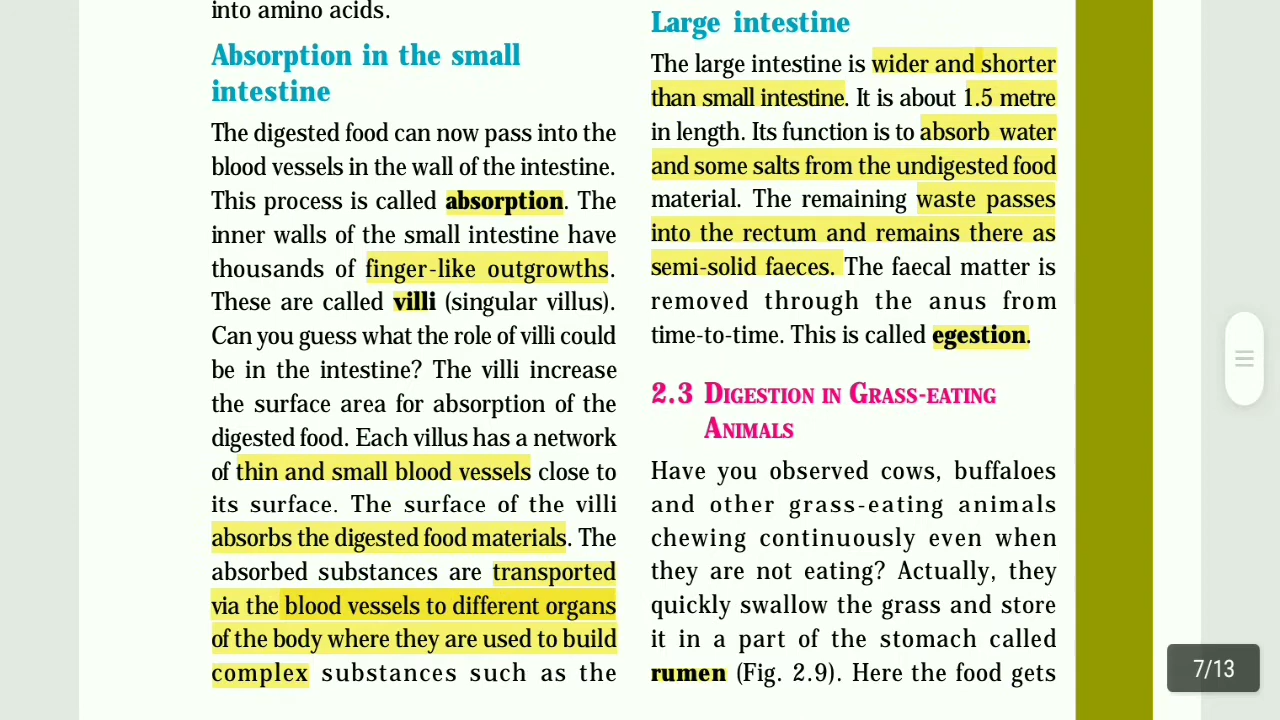 into amino acids.
Absorption in the small
intestine
The digested food can now pass into the
blood vessels in the wall of the intestine.
This process is called absorption. The
inner walls of the small intestine have
thousands of finger-like outgrowths.
These are called villi (singular villus).
Can you guess what the role of villi could
be in the intestine? The villi increase
the surface area for absorption of the
digested food. Each villus has a network
of thin and small blood vessels close to
its surface. The surface of the villi
absorbs the digested food materials. The
absorbed substances are transported
via the blood vessels to different organs
of the body where they are used to build
complex substances such as the
Large intestine
The large intestine is wider and shorter
than small intestine. It is about 1.5 metre
in length. Its function is to absorb water
and some salts from the undigested food
material. The remaining waste passes
into the rectum and remains there as
semi-solid faeces. The faecal matter is
removed through the anus from
time-to-time. This is called egestion.
2.3 DIGESTION IN GRASS-EATING
ANIMALS
Have you observed cows, buffaloes
and other grass-eating animals
chewing continuously even when
they are not eating? Actually, they
quickly swallow the grass and store
it in a part of the stomach called
rumen (Fig. 2.9). Here the food gets
7/13